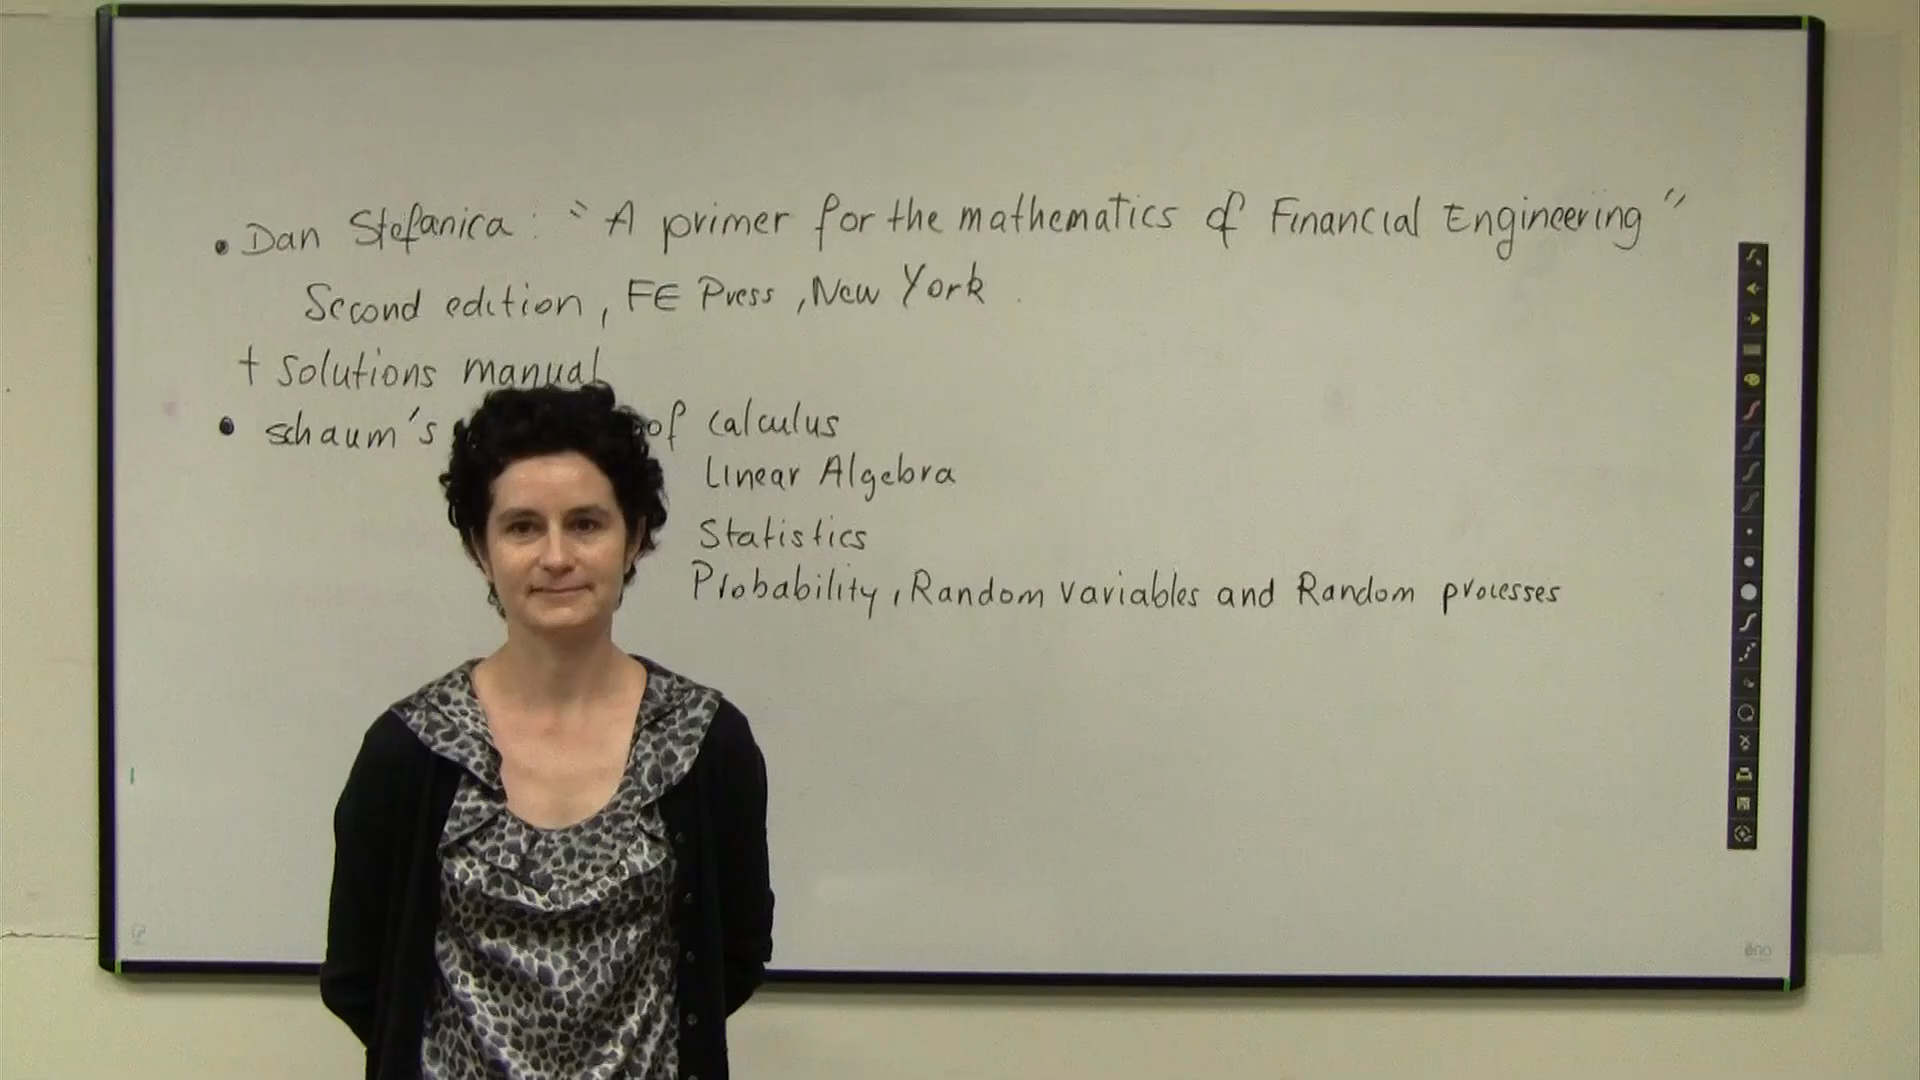 • Dan Stefanica: "A primer for the mathematics of Financial Engineering"
Second edition, FE Press, New York.
+ solutions manual
• schaum's of calculus
Linear Algebra
Statistics
Probability, Random variables and Random processes
eno